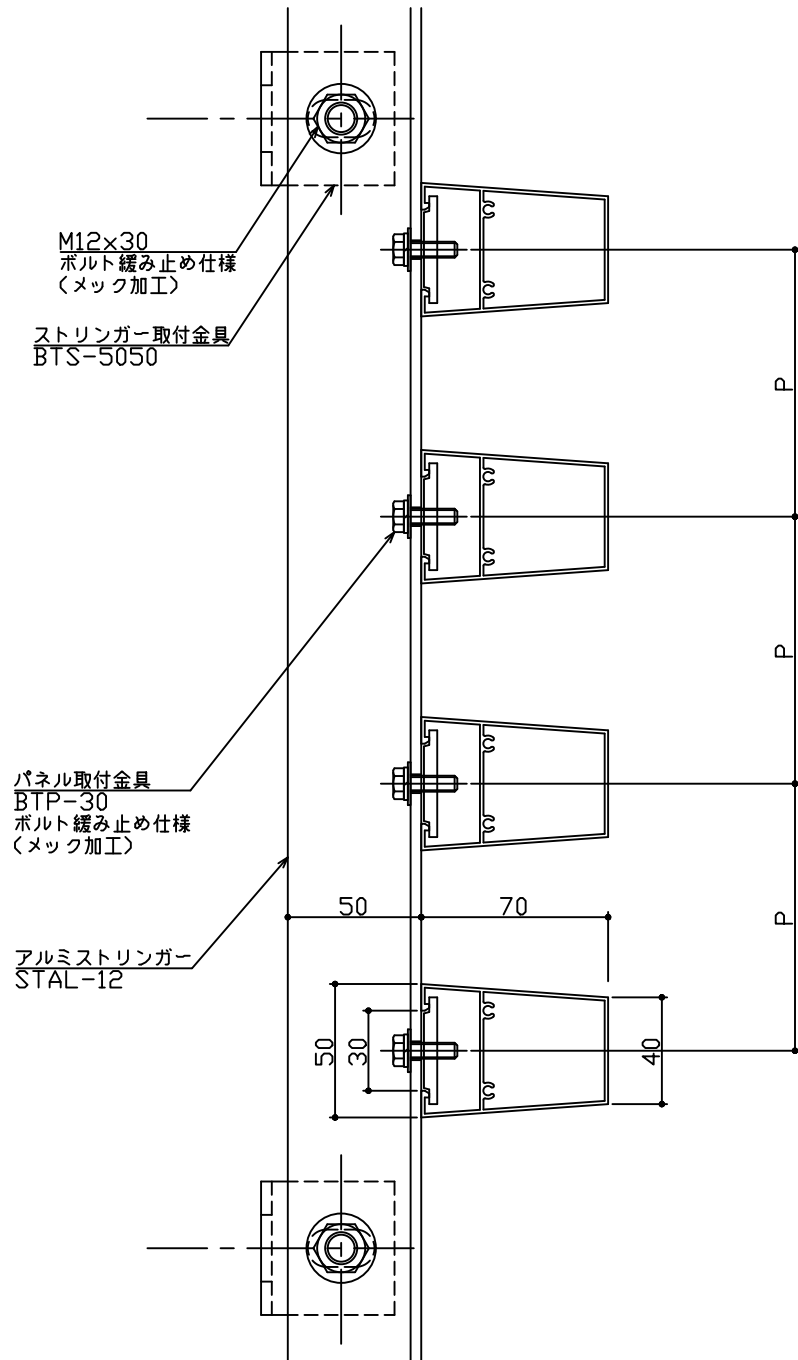 M12x30
ボルト緩み止め仕様
(メック加工)
ストリンガー取付金具
BTS-5050
P
P
パネル取付金具
BTP-30
ボルト緩み止め仕様
(メック加工)
50
70
P
アルミストリンガー
STAL-12
50
30
40